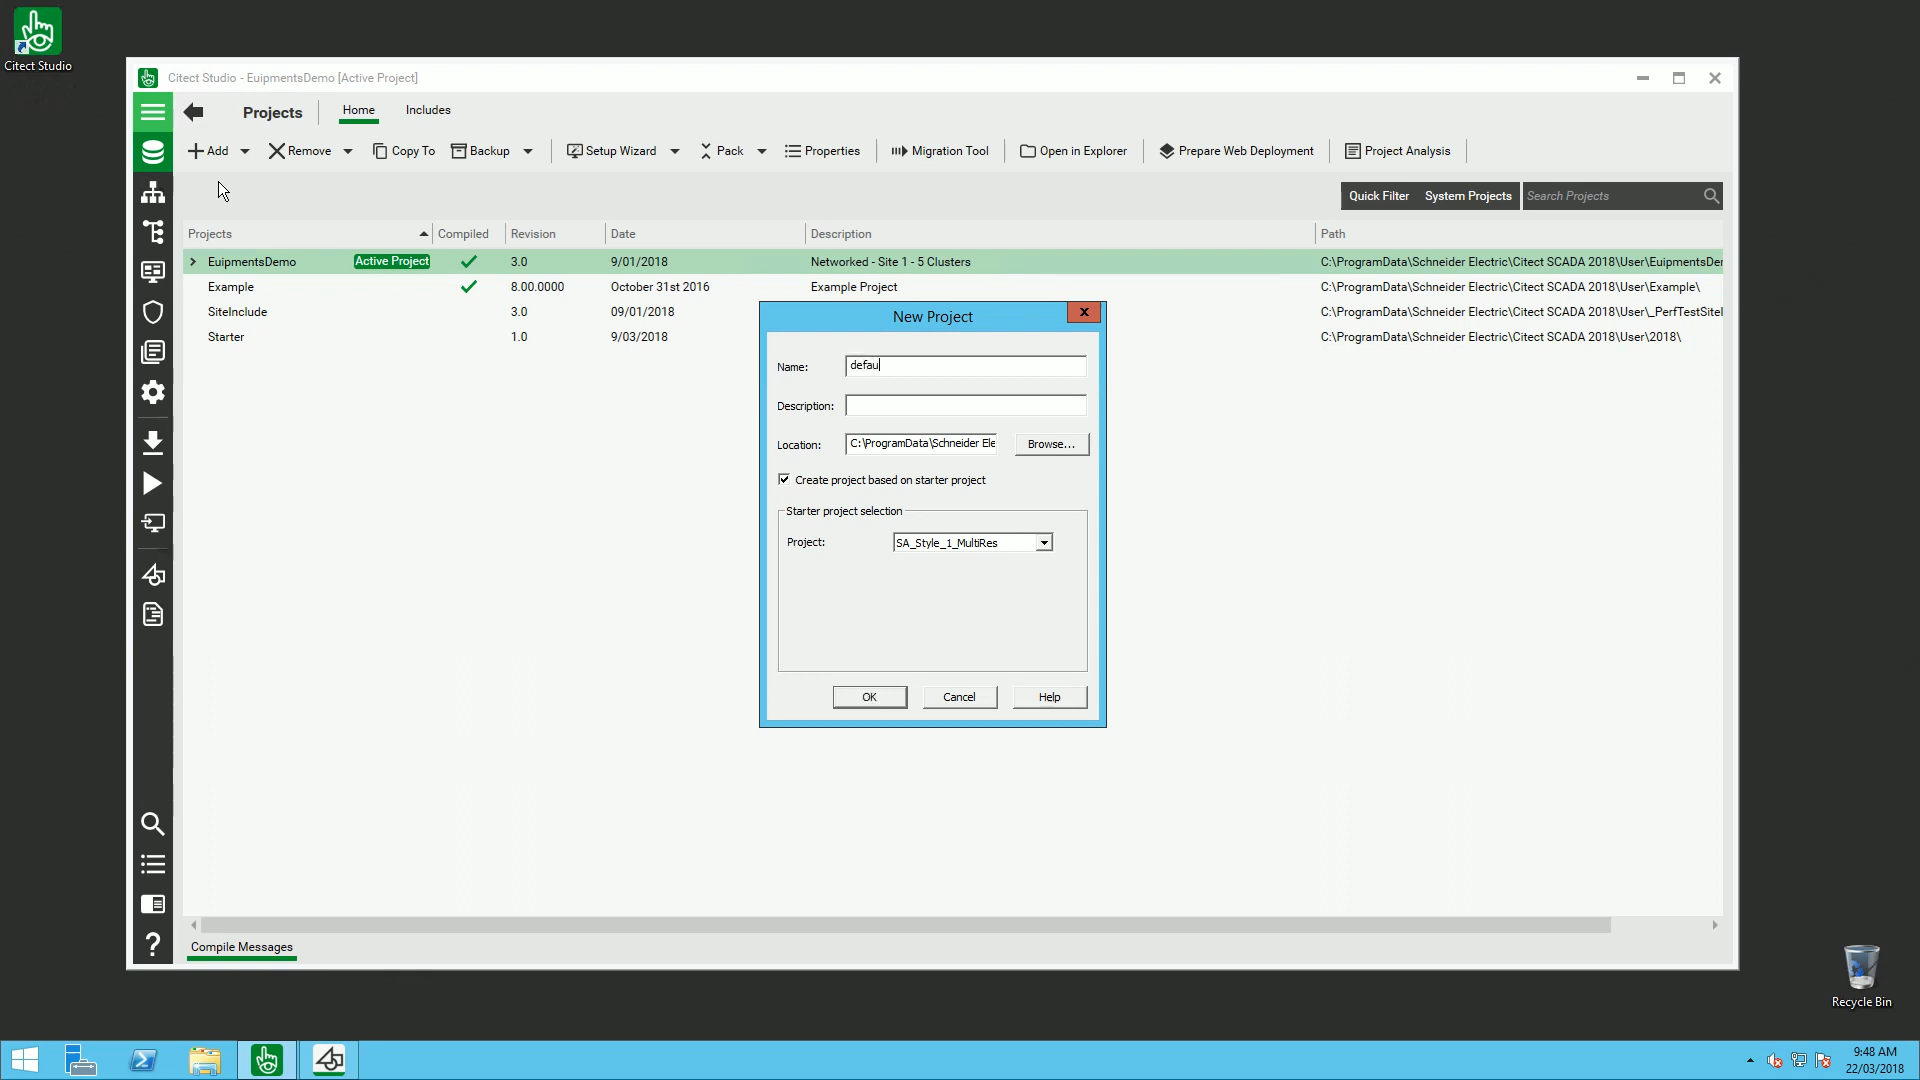 Citect Studio
Citect Studio - EuipmentsDemo [Active Project]
Projects
Home
Includes
Add
Remove
Copy To
Backup
Setup Wizard
Pack
Properties
Migration Tool
Open in Explorer
Prepare Web Deployment
Project Analysis
Quick Filter
System Projects
Search Projects
Projects Compiled Revision Date Description Path
EuipmentsDemo Active Project 3.0 9/01/2018 Networked - Site 1 - 5 Clusters C:\ProgramData\Schneider Electric\Citect SCADA 2018\User\EuipmentsDer
Example 8.00.0000 October 31st 2016 Example Project C:\ProgramData\Schneider Electric\Citect SCADA 2018\User\Example\
SiteInclude 3.0 09/01/2018 C:\ProgramData\Schneider Electric\Citect SCADA 2018\User\_PerfTestSiteI
Starter 1.0 9/03/2018 C:\ProgramData\Schneider Electric\Citect SCADA 2018\User\2018\
New Project
x
Name: defau
Description:
Location: C:\ProgramData\Schneider Ele Browse...
Create project based on starter project
Starter project selection
Project: SA_Style_1_MultiRes
OK Cancel Help
Compile Messages
Recycle Bin
9:48 AM
22/03/2018